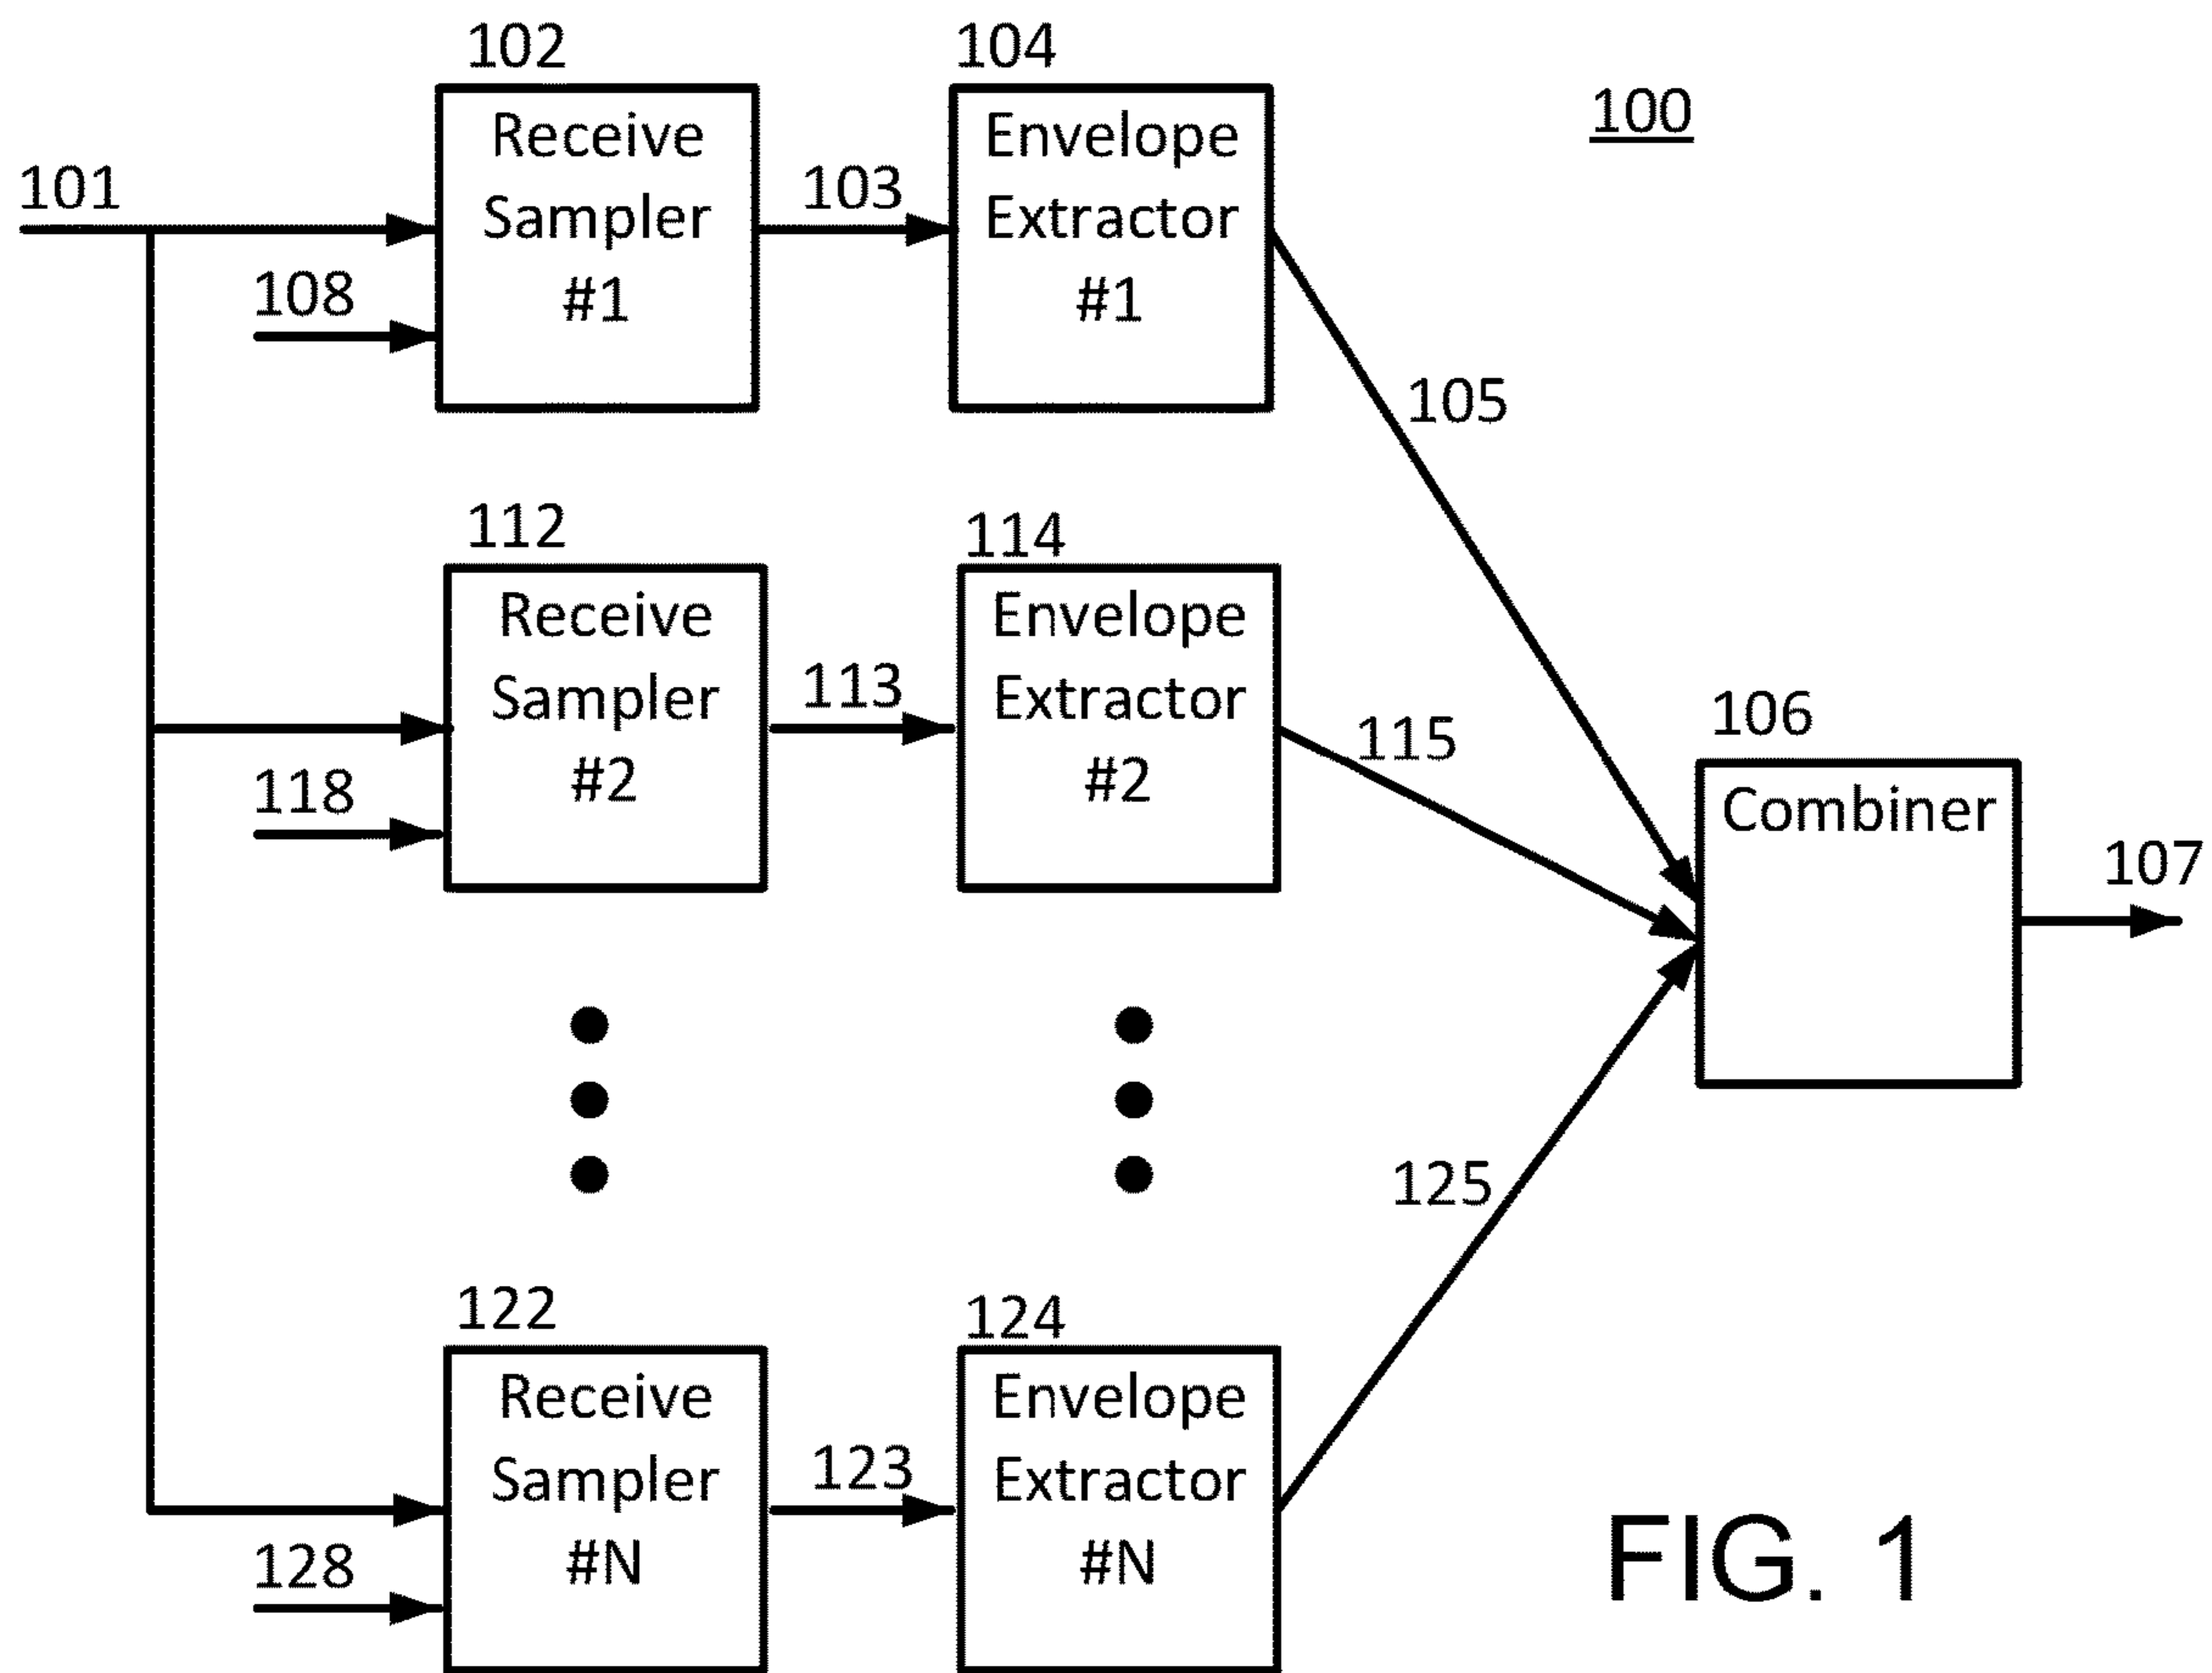 102
104
100
Receive
Sampler
#1
Envelope
Extractor
#1
101
103
108
105
112
114
Receive
Sampler
#2
Envelope
Extractor
#2
113
115
118
106
Combiner
107
125
122
124
Receive
Sampler
#N
Envelope
Extractor
#N
123
128
FIG. 1